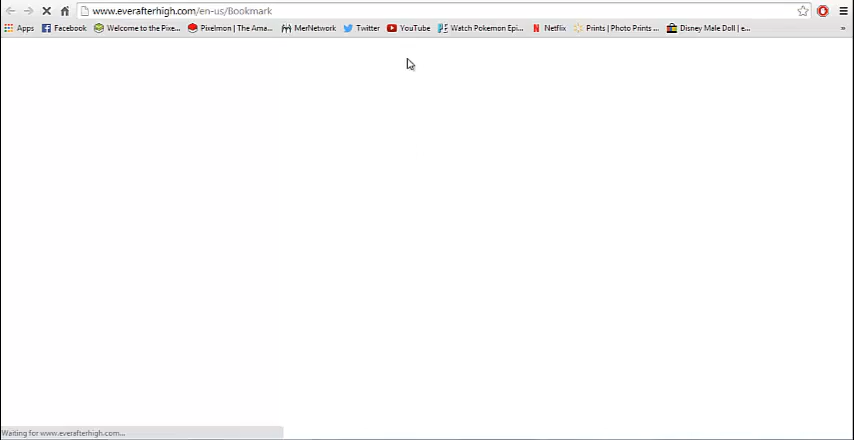 www.everafterhigh.com/en-us/Bookmark
Apps Facebook Welcome to the Pixe... Pixelmon | The Ama... MerNetwork Twitter YouTube Watch Pokemon Epi... Netflix Prints | Photo Prints ... Disney Male Doll | e... »
Waiting for www.everafterhigh.com...